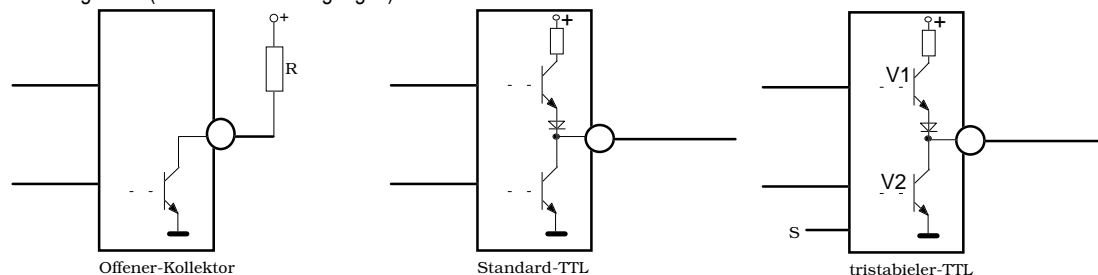 +
+
+
R
V1
V2
S
Offener-Kollektor
Standard-TTL
tristabieler-TTL